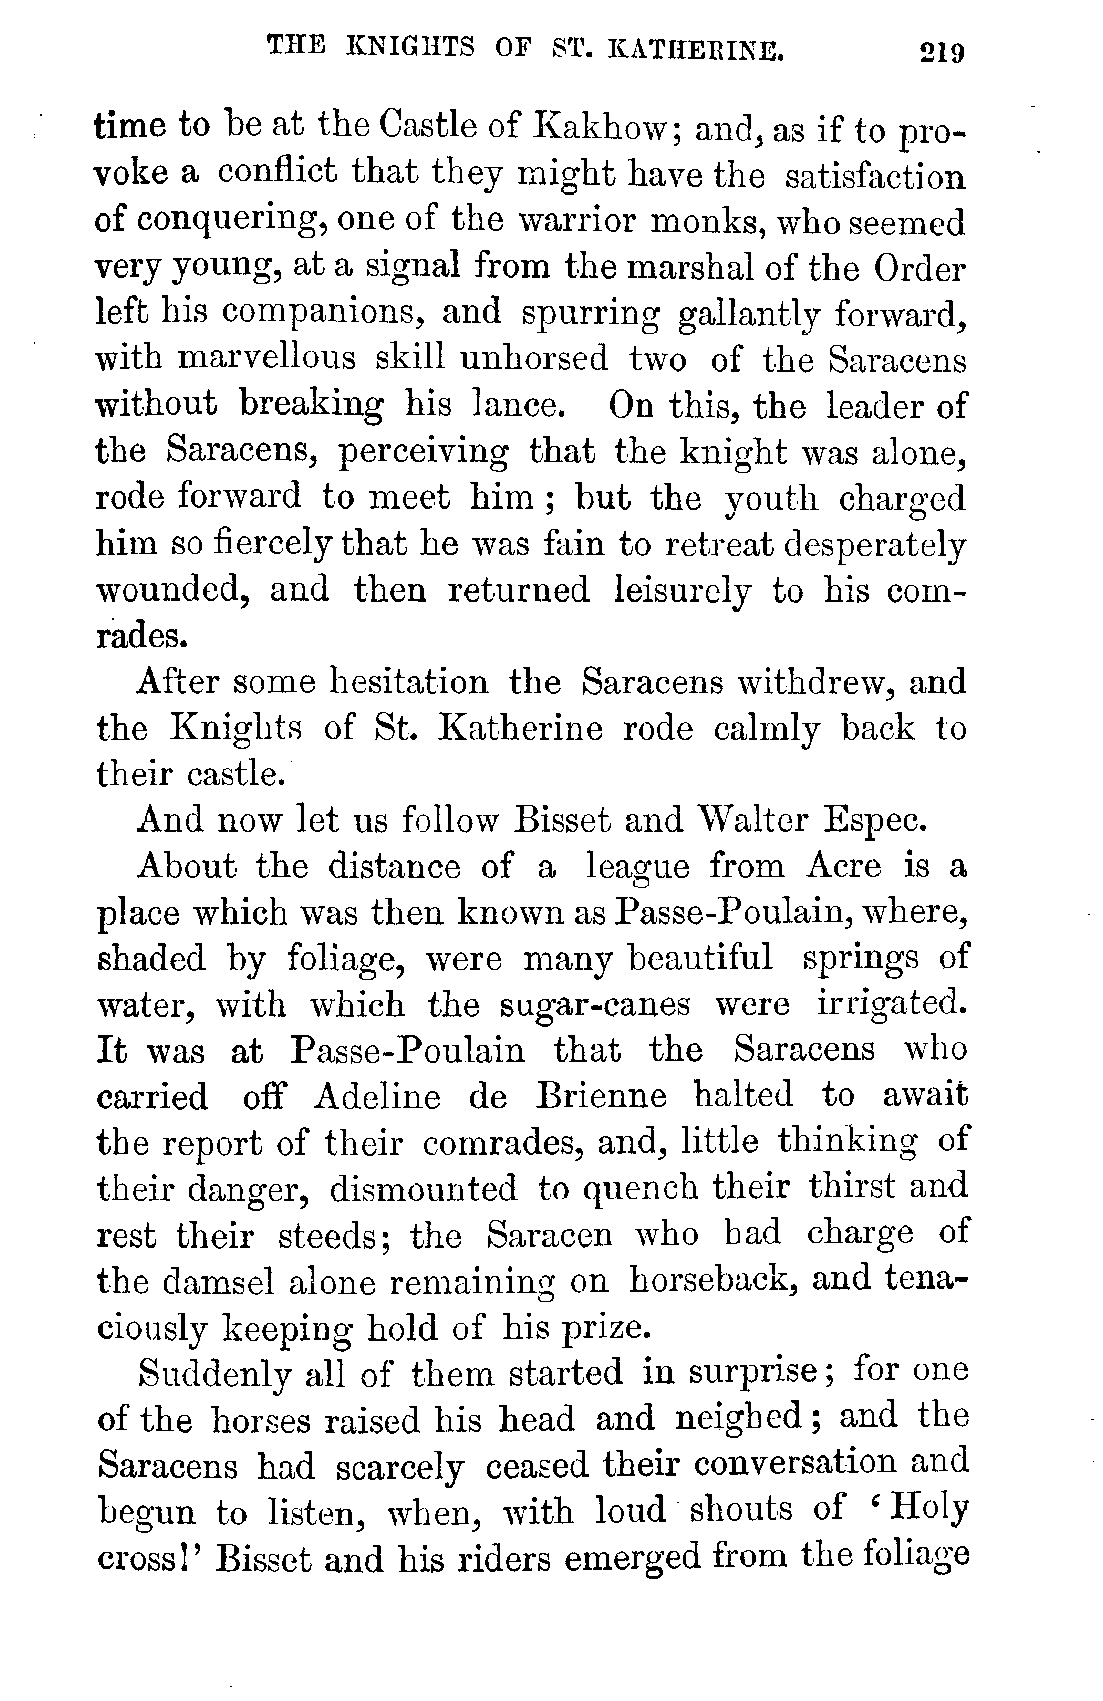 THE KNIGHTS OF ST. KATHERINE. 219
time to be at the Castle of Kakhow; and, as if to pro-
voke a conflict that they might have the satisfaction
of conquering, one of the warrior monks, who seemed
very young, at a signal from the marshal of the Order
left his companions, and spurring gallantly forward,
with marvellous skill unhorsed two of the Saracens
without breaking his lance. On this, the leader of
the Saracens, perceiving that the knight was alone,
rode forward to meet him ; but the youth charged
him so fiercely that he was fain to retreat desperately
wounded, and then returned leisurely to his com-
rades.
After some hesitation the Saracens withdrew, and
the Knights of St. Katherine rode calmly back to
their castle.
And now let us follow Bisset and Walter Espec.
About the distance of a league from Acre is a
place which was then known as Passe-Poulain, where,
shaded by foliage, were many beautiful springs of
water, with which the sugar-canes were irrigated.
It was at Passe-Poulain that the Saracens who
carried off Adeline de Brienne halted to await
the report of their comrades, and, little thinking of
their danger, dismounted to quench their thirst and
rest their steeds; the Saracen who had charge of
the damsel alone remaining on horseback, and tena-
ciously keeping hold of his prize.
Suddenly all of them started in surprise; for one
of the horses raised his head and neighed ; and the
Saracens had scarcely ceased their conversation and
begun to listen, when, with loud shouts of ‘Holy
cross!’ Bisset and his riders emerged from the foliage